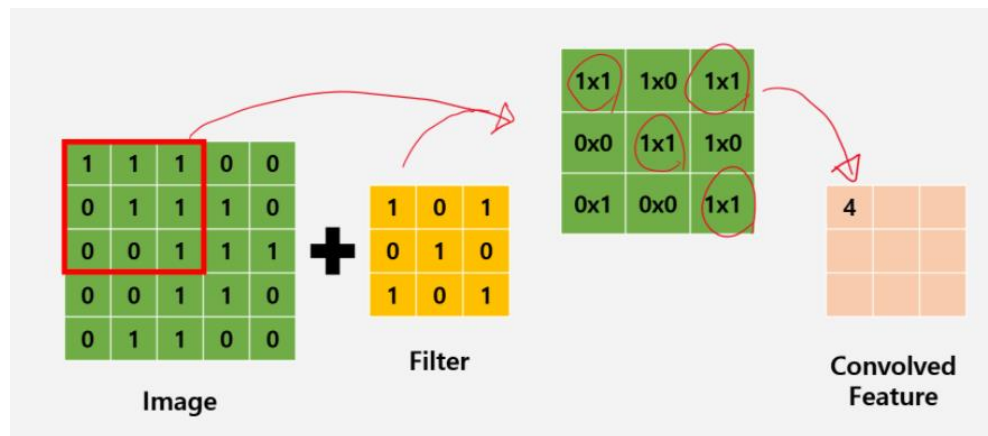 1x1 1x0 1x1
0x0 1x1 1x0
0x1 0x0 1x1
1 1 1 0 0
0 1 1 1 0
0 0 1 1 1
0 0 1 1 0
0 1 1 0 0
Image
+
1 0 1
0 1 0
1 0 1
Filter
4
Convolved
Feature